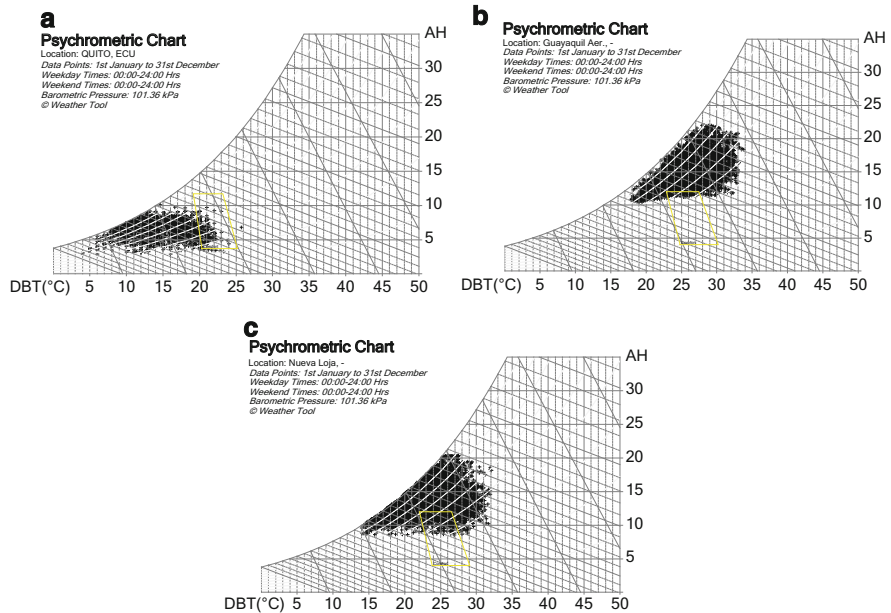 a
Psychrometric Chart
Location: QUITO, ECU
Data Points: 1st January to 31st December
Weekday Times: 00:00-24:00 Hrs
Weekend Times: 00:00-24:00 Hrs
Barometric Pressure: 101.36 kPa
© Weather Tool
AH
30
25
20
15
10
5
DBT(°C) 5 10 15 20 25 30 35 40 45 50
b
Psychrometric Chart
Location: Guayaquil Aer., -
Data Points: 1st January to 31st December
Weekday Times: 00:00-24:00 Hrs
Weekend Times: 00:00-24:00 Hrs
Barometric Pressure: 101.36 kPa
© Weather Tool
AH
30
25
20
15
10
5
DBT(°C) 5 10 15 20 25 30 35 40 45 50
c
Psychrometric Chart
Location: Nueva Loja, -
Data Points: 1st January to 31st December
Weekday Times: 00:00-24:00 Hrs
Weekend Times: 00:00-24:00 Hrs
Barometric Pressure: 101.36 kPa
© Weather Tool
AH
30
25
20
15
10
5
DBT(°C) 5 10 15 20 25 30 35 40 45 50